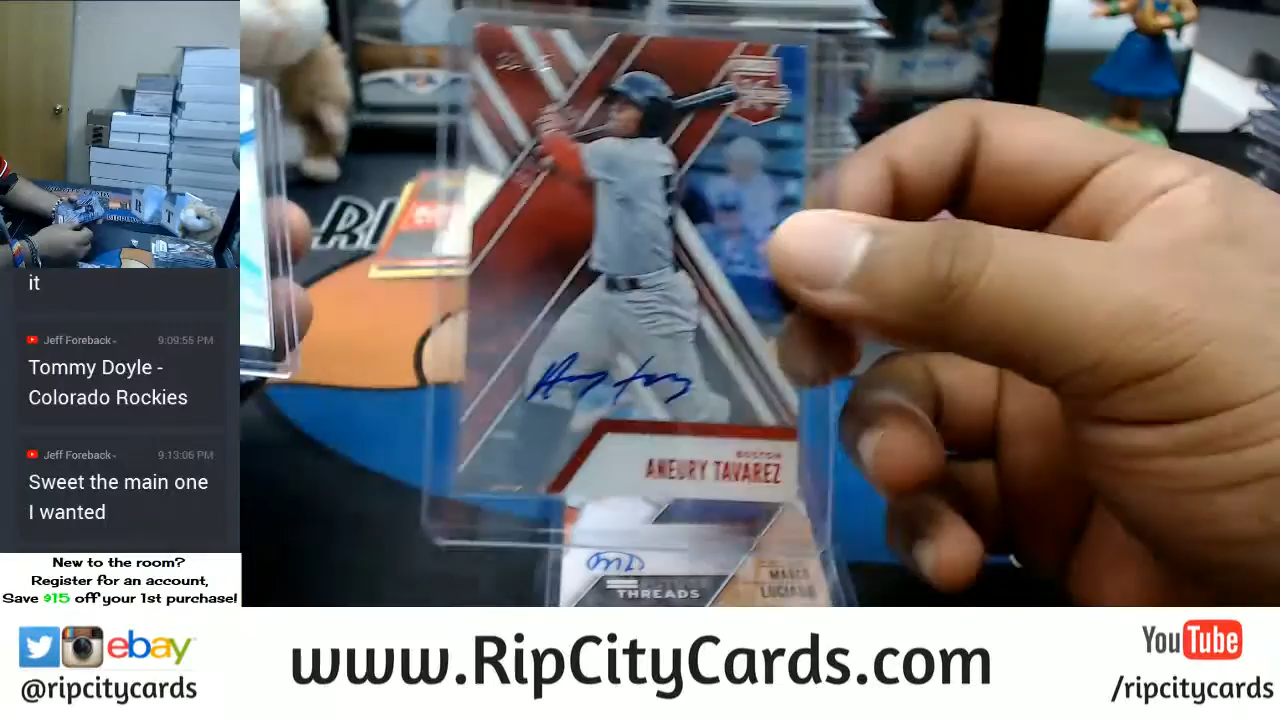 it
Jeff Foreback
9:09:55 PM
Tommy Doyle -
Colorado Rockies
Jeff Foreback
9:13:06 PM
Sweet the main one
I wanted
New to the room?
Register for an account,
Save $15 off your 1st purchase!
BOSTON
ANEURY TAVAREZ
THREADS
MARCO
LUCIANO
ebay
@ripcitycards
www.RipCityCards.com
YouTube
/ripcitycards